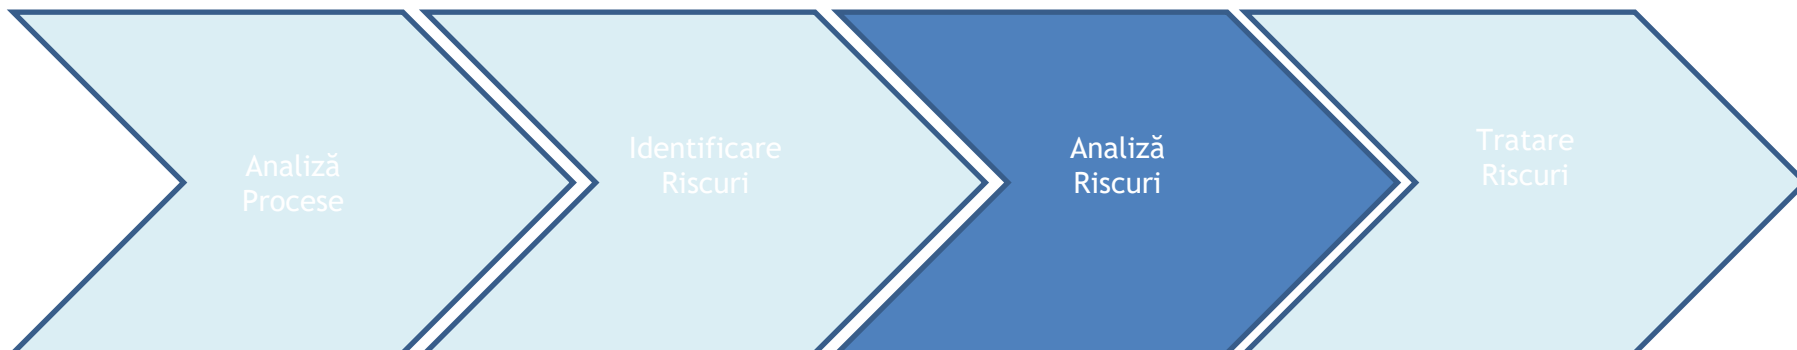 Analiză
Procese
Identificare
Riscuri
Analiză
Riscuri
Tratare
Riscuri